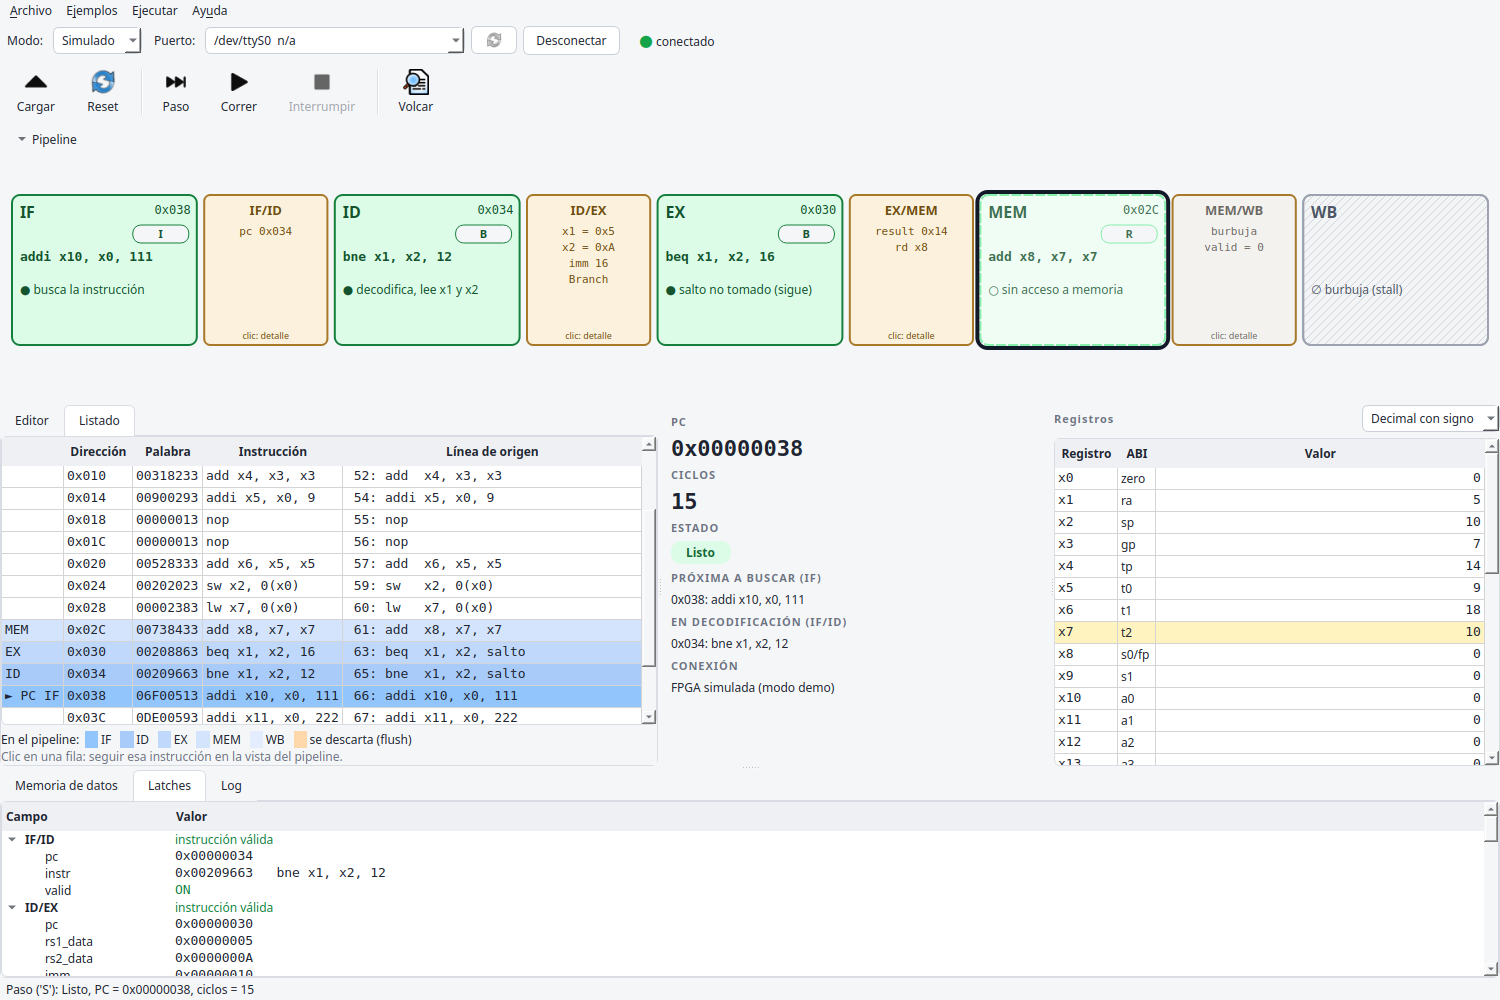 Archivo Ejemplos Ejecutar Ayuda
Modo: Simulado Puerto: /dev/ttyS0 n/a Desconectar conectado
Cargar Reset Paso Correr Interrumpir Volcar
Pipeline
IF 0x038
I
addi x10, x0, 111
● busca la instrucción
IF/ID
pc 0x034
clic: detalle
ID 0x034
B
bne x1, x2, 12
● decodifica, lee x1 y x2
ID/EX
x1 = 0x5
x2 = 0xA
imm 16
Branch
clic: detalle
EX 0x030
B
beq x1, x2, 16
● salto no tomado (sigue)
EX/MEM
result 0x14
rd x8
clic: detalle
MEM 0x02C
R
add x8, x7, x7
○ sin acceso a memoria
MEM/WB
burbuja
valid = 0
clic: detalle
WB
∅ burbuja (stall)
Editor Listado
Dirección Palabra Instrucción Línea de origen
0x010 00318233 add x4, x3, x3 52: add x4, x3, x3
0x014 00900293 addi x5, x0, 9 54: addi x5, x0, 9
0x018 00000013 nop 55: nop
0x01C 00000013 nop 56: nop
0x020 00528333 add x6, x5, x5 57: add x6, x5, x5
0x024 00202023 sw x2, 0(x0) 59: sw x2, 0(x0)
0x028 00002383 lw x7, 0(x0) 60: lw x7, 0(x0)
MEM 0x02C 00738433 add x8, x7, x7 61: add x8, x7, x7
EX 0x030 00208863 beq x1, x2, 16 63: beq x1, x2, salto
ID 0x034 00209663 bne x1, x2, 12 65: bne x1, x2, salto
► PC IF 0x038 06F00513 addi x10, x0, 111 66: addi x10, x0, 111
0x03C 0DE00593 addi x11, x0, 222 67: addi x11, x0, 222
En el pipeline: IF ID EX MEM WB se descarta (flush)
Clic en una fila: seguir esa instrucción en la vista del pipeline.
PC
0x00000038
CICLOS
15
ESTADO
Listo
PRÓXIMA A BUSCAR (IF)
0x038: addi x10, x0, 111
EN DECODIFICACIÓN (IF/ID)
0x034: bne x1, x2, 12
CONEXIÓN
FPGA simulada (modo demo)
Registros Decimal con signo
Registro ABI Valor
x0 zero 0
x1 ra 5
x2 sp 10
x3 gp 7
x4 tp 14
x5 t0 9
x6 t1 18
x7 t2 10
x8 s0/fp 0
x9 s1 0
x10 a0 0
x11 a1 0
x12 a2 0
x13 a3 0
Memoria de datos Latches Log
Campo Valor
IF/ID instrucción válida
pc 0x00000034
instr 0x00209663 bne x1, x2, 12
valid ON
ID/EX instrucción válida
pc 0x00000030
rs1_data 0x00000005
rs2_data 0x0000000A
imm 0x00000010
Paso ('S'): Listo, PC = 0x00000038, ciclos = 15